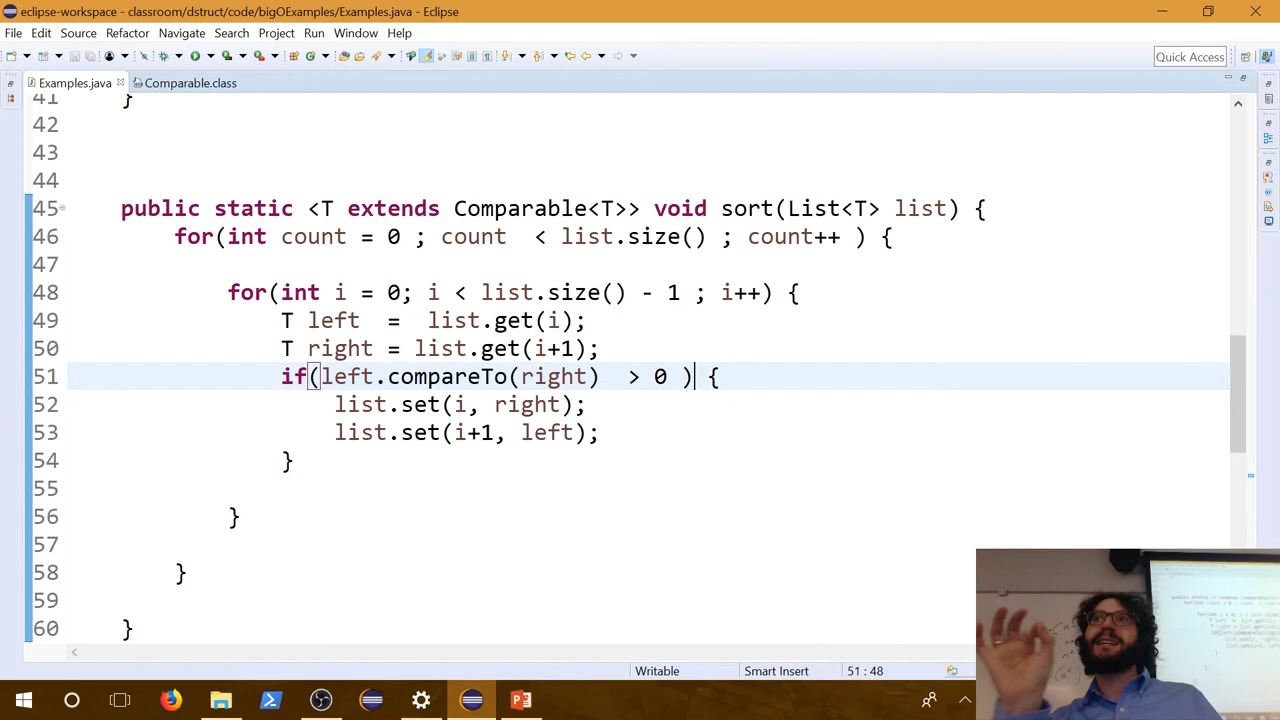 eclipse-workspace - classroom/dstruct/code/bigOExamples/Examples.java - Eclipse
File Edit Source Refactor Navigate Search Project Run Window Help
Quick Access
Examples.java Comparable.class
41 }
42
43
44
45 public static <T extends Comparable<T>> void sort(List<T> list) {
46 for(int count = 0 ; count < list.size() ; count++ ) {
47
48 for(int i = 0; i < list.size() - 1 ; i++) {
49 T left = list.get(i);
50 T right = list.get(i+1);
51 if(left.compareTo(right) > 0 ) {
52 list.set(i, right);
53 list.set(i+1, left);
54 }
55
56 }
57
58 }
59
60 }
Writable Smart Insert 51 : 48